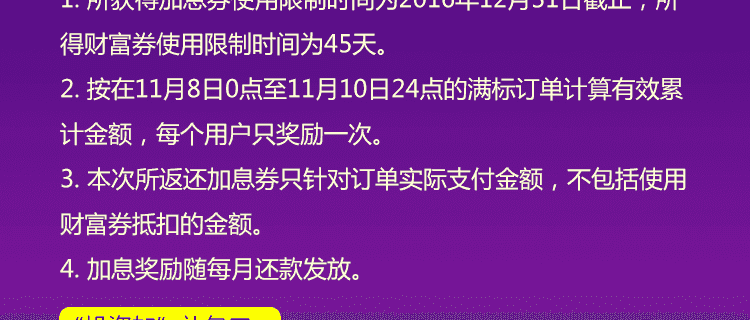 1. 所获得加息券使用限制时间为2016年12月31日截止，所
得财富券使用限制时间为45天。
2. 按在11月8日0点至11月10日24点的满标订单计算有效累
计金额，每个用户只奖励一次。
3. 本次所返还加息券只针对订单实际支付金额，不包括使用
财富券抵扣的金额。
4. 加息奖励随每月还款发放。